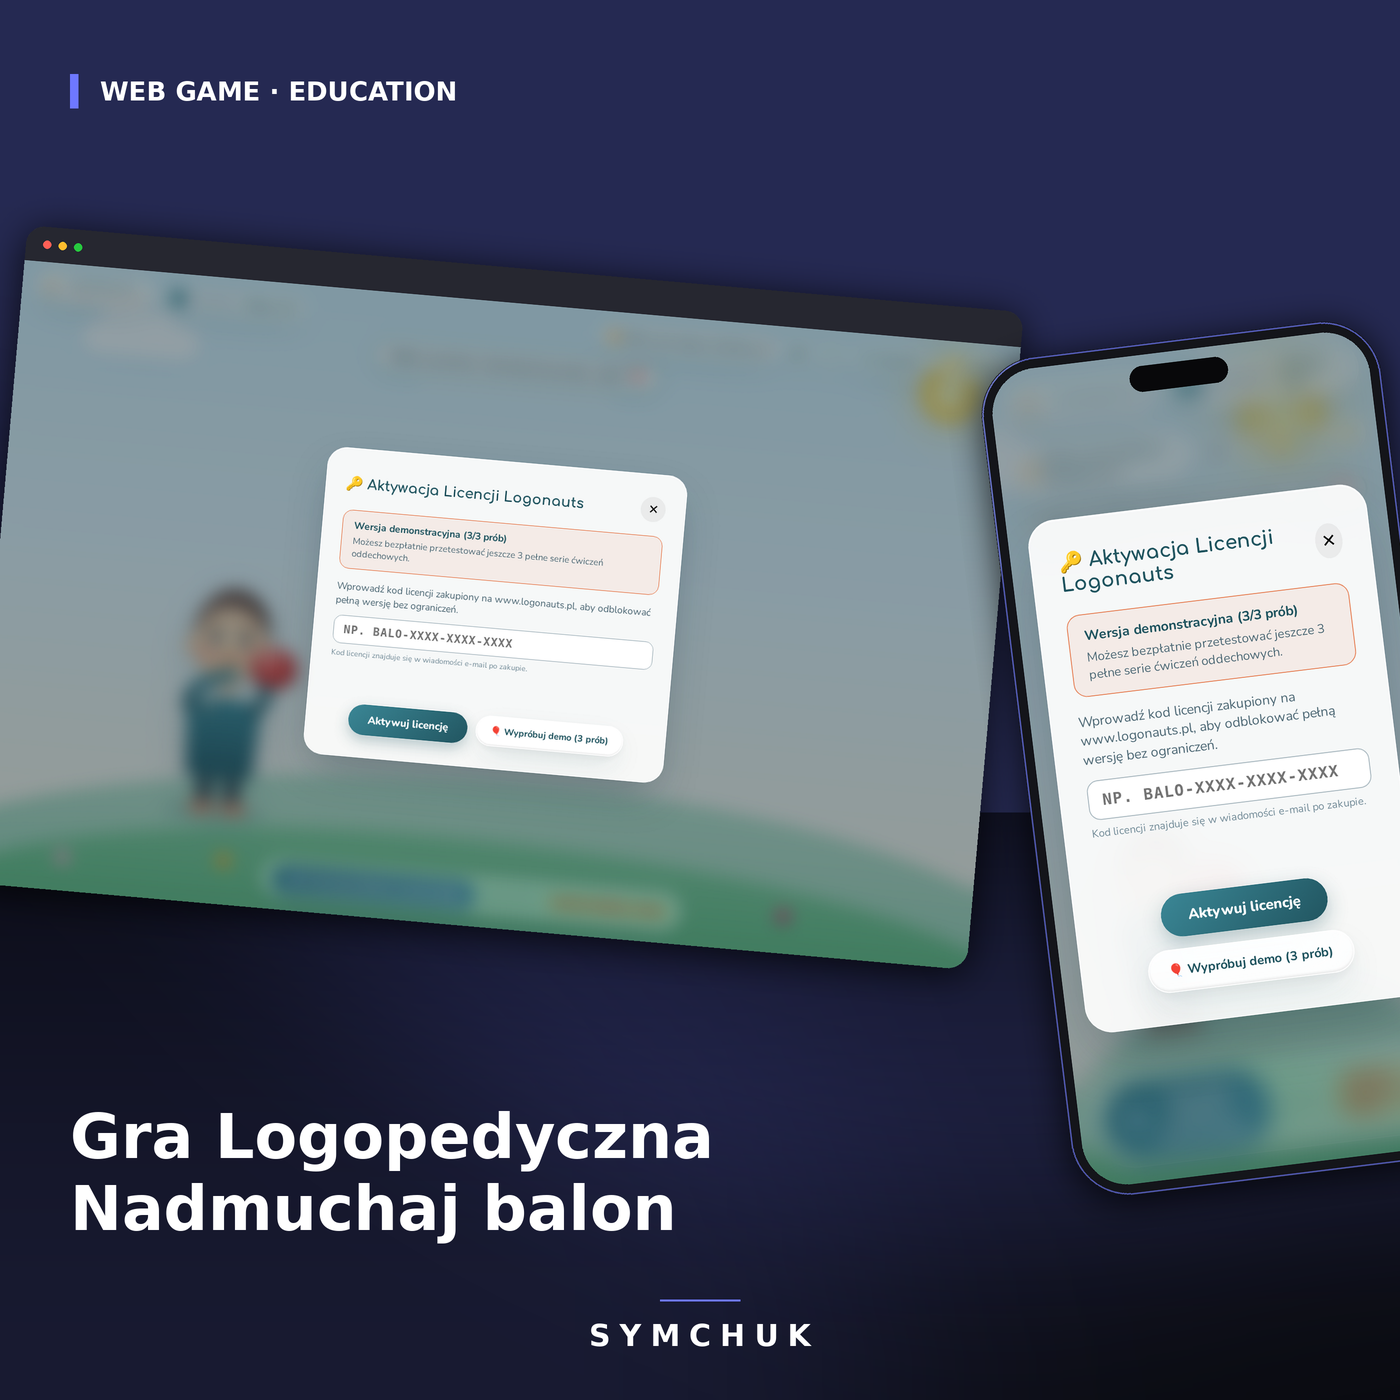 WEB GAME · EDUCATION
🔑 Aktywacja Licencji Logonauts
✕
Wersja demonstracyjna (3/3 prób)
Możesz bezpłatnie przetestować jeszcze 3 pełne serie ćwiczeń
oddechowych.
Wprowadź kod licencji zakupiony na www.logonauts.pl, aby odblokować
pełną wersję bez ograniczeń.
NP. BALO-XXXX-XXXX-XXXX
Kod licencji znajduje się w wiadomości e-mail po zakupie.
Aktywuj licencję
🎈 Wypróbuj demo (3 prób)
🔑 Aktywacja Licencji
Logonauts
✕
Wersja demonstracyjna (3/3 prób)
Możesz bezpłatnie przetestować jeszcze 3
pełne serie ćwiczeń oddechowych.
Wprowadź kod licencji zakupiony na
www.logonauts.pl, aby odblokować pełną
wersję bez ograniczeń.
NP. BALO-XXXX-XXXX-XXXX
Kod licencji znajduje się w wiadomości e-mail po zakupie.
Aktywuj licencję
🎈 Wypróbuj demo (3 prób)
Gra Logopedyczna
Nadmuchaj balon
SYMCHUK